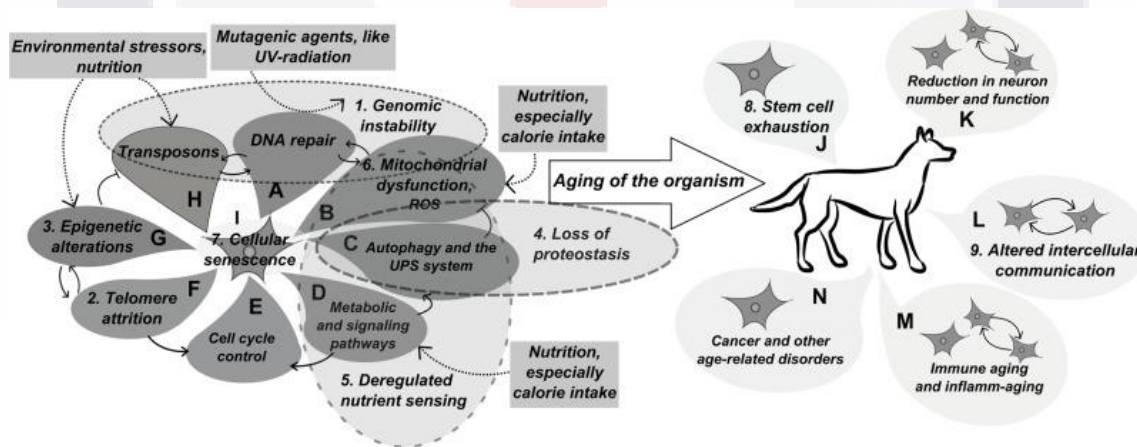 Environmental stressors,
nutrition
Mutagenic agents, like
UV-radiation
1. Genomic
instability
Nutrition,
especially
calorie intake
Transposons
DNA repair
6. Mitochondrial
dysfunction,
ROS
H
A
B
I
7. Cellular
senescence
3. Epigenetic
alterations
G
C
Autophagy and the
UPS system
4. Loss of
proteostasis
2. Telomere
attrition
F
E
Cell cycle
control
D
Metabolic
and signaling
pathways
5. Deregulated
nutrient sensing
Nutrition,
especially
calorie intake
Aging of the organism
8. Stem cell
exhaustion
J
Reduction in neuron
number and function
K
L
9. Altered intercellular
communication
N
Cancer and other
age-related disorders
M
Immune aging
and inflamm-aging